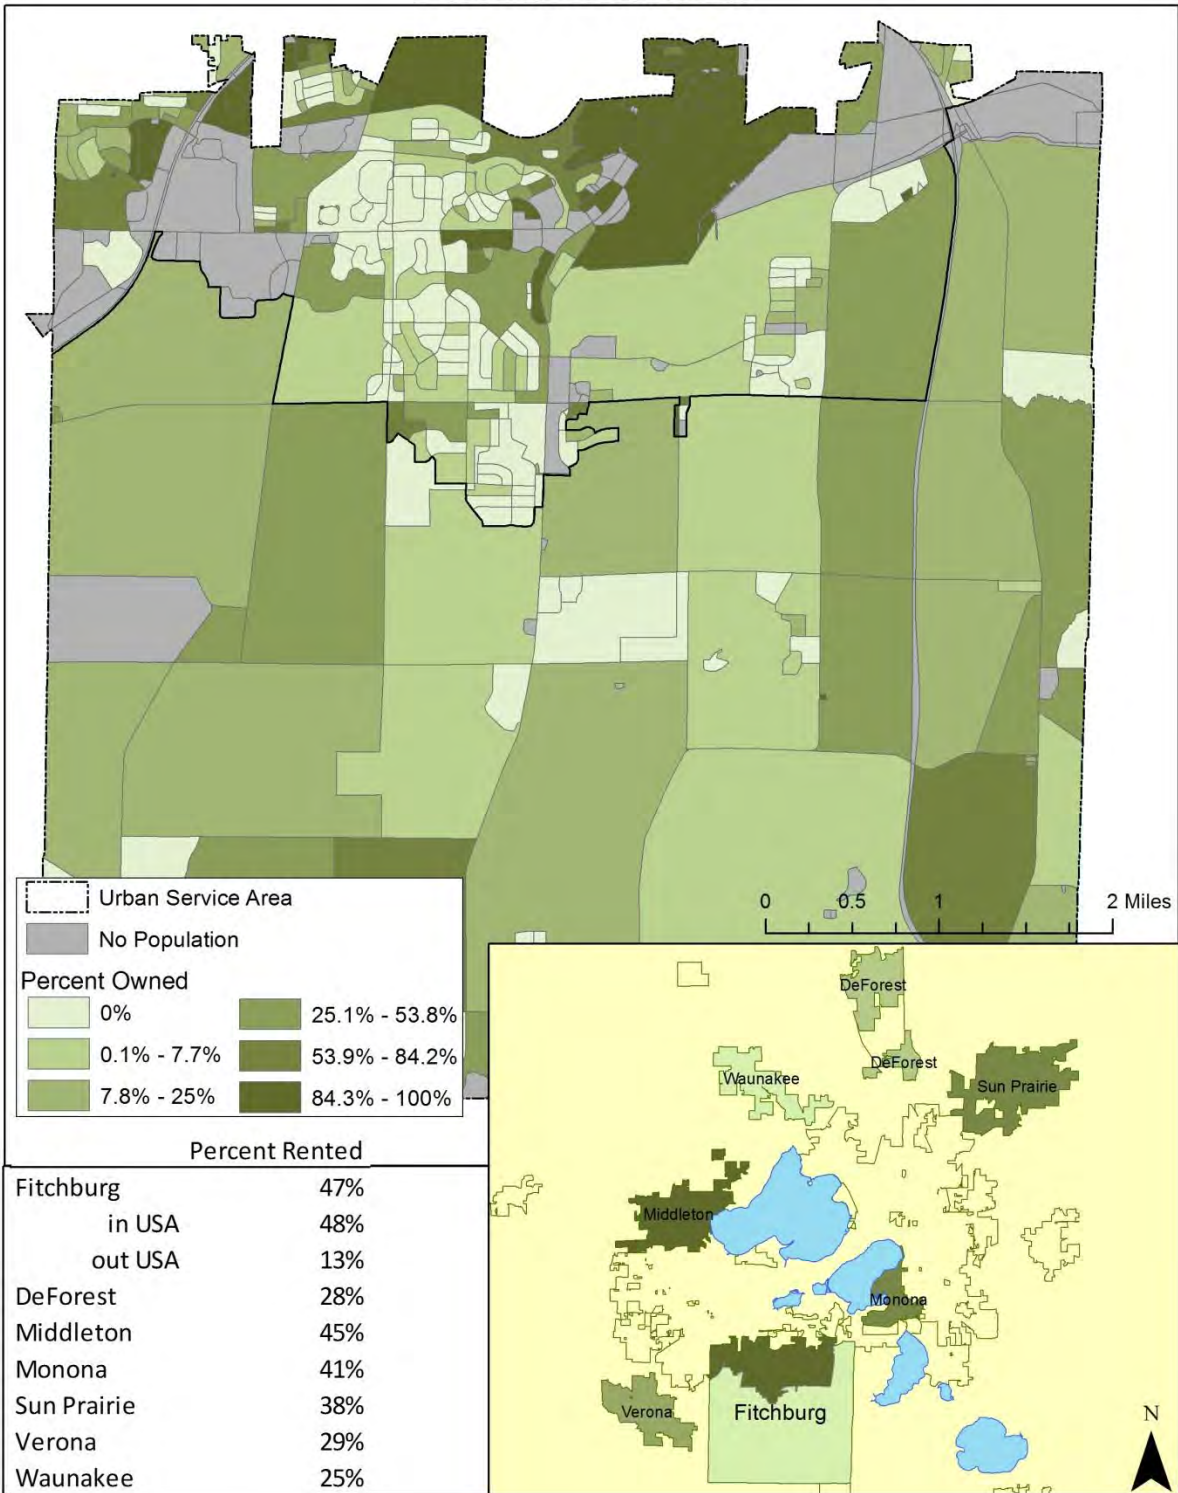 Urban Service Area
No Population
Percent Owned
0%
0.1% - 7.7%
7.8% - 25%
25.1% - 53.8%
53.9% - 84.2%
84.3% - 100%
0 0.5 1 2 Miles
Percent Rented
Fitchburg 47%
in USA 48%
out USA 13%
DeForest 28%
Middleton 45%
Monona 41%
Sun Prairie 38%
Verona 29%
Waunakee 25%
DeForest
DeForest
Waunakee
Sun Prairie
Middleton
Monona
Verona
Fitchburg
N